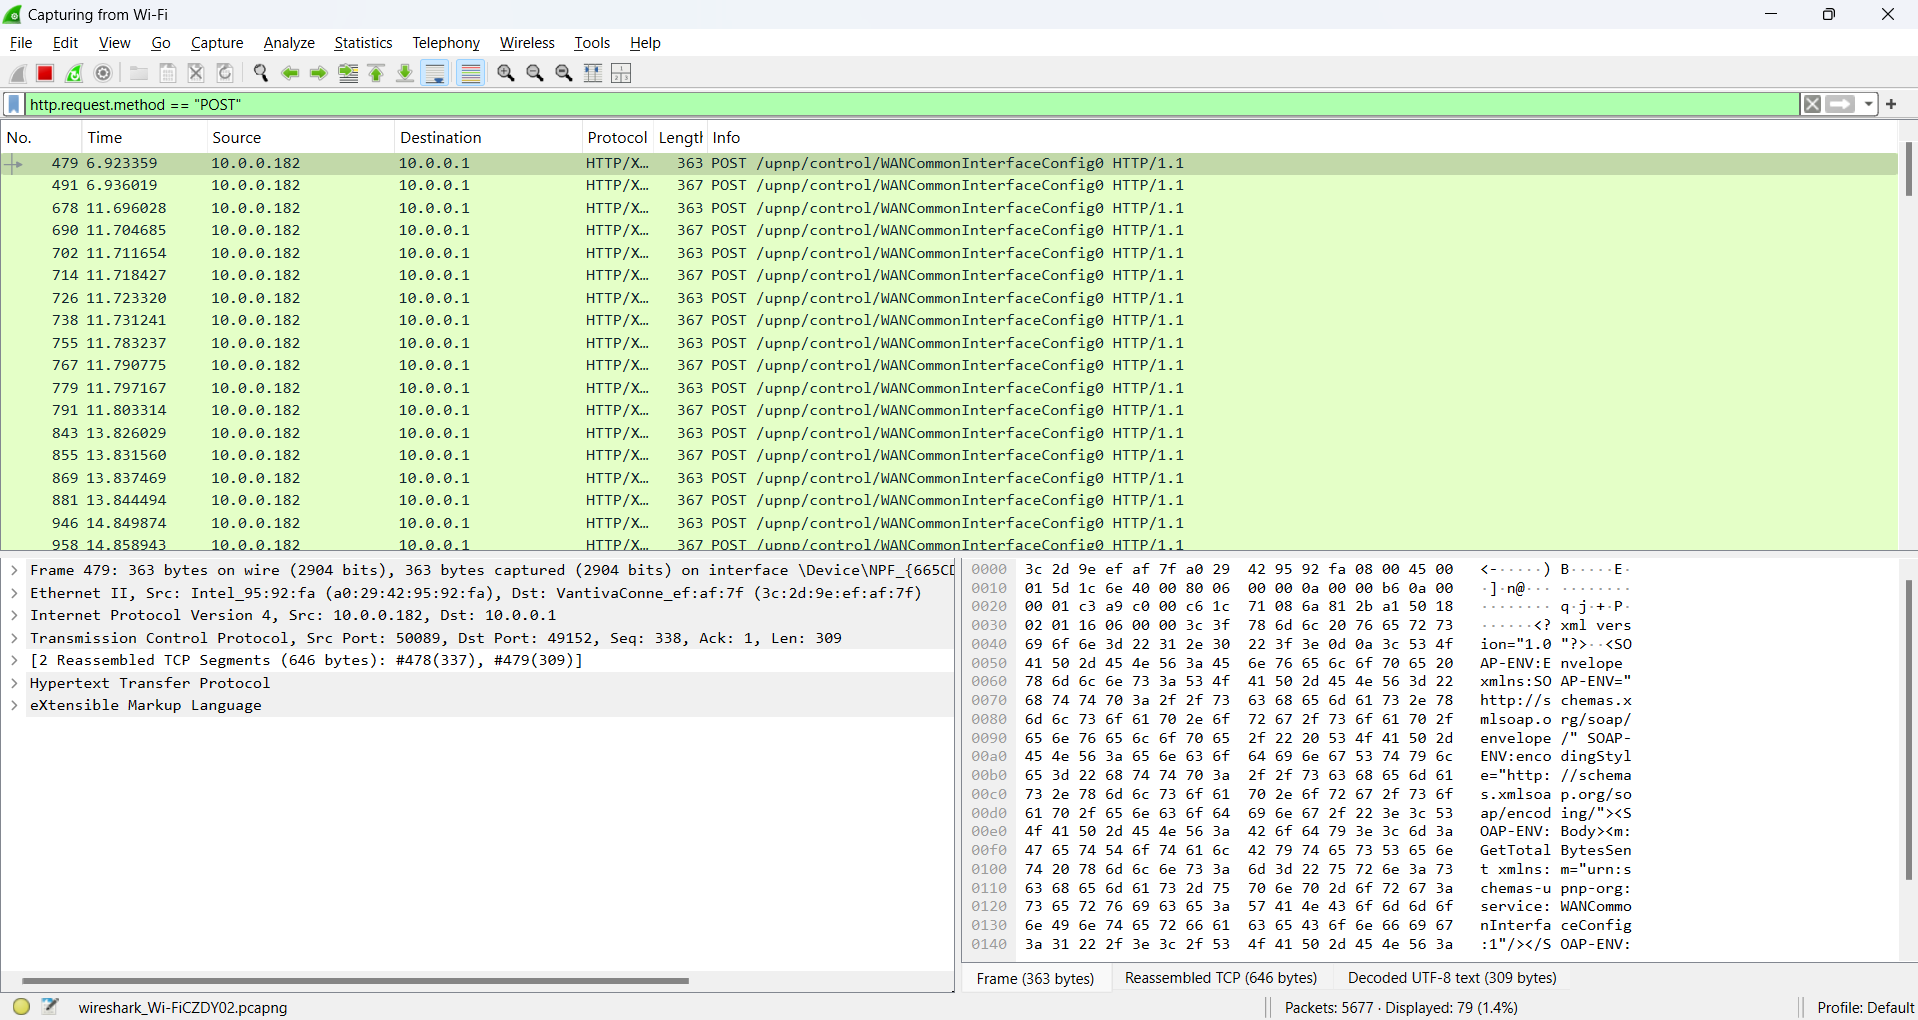 Capturing from Wi-Fi
File Edit View Go Capture Analyze Statistics Telephony Wireless Tools Help
http.request.method == "POST"
No. Time Source Destination Protocol Lengtl Info
479 6.923359 10.0.0.182 10.0.0.1 HTTP/X… 363 POST /upnp/control/WANCommonInterfaceConfig0 HTTP/1.1
491 6.936019 10.0.0.182 10.0.0.1 HTTP/X… 367 POST /upnp/control/WANCommonInterfaceConfig0 HTTP/1.1
678 11.696028 10.0.0.182 10.0.0.1 HTTP/X… 363 POST /upnp/control/WANCommonInterfaceConfig0 HTTP/1.1
690 11.704685 10.0.0.182 10.0.0.1 HTTP/X… 367 POST /upnp/control/WANCommonInterfaceConfig0 HTTP/1.1
702 11.711654 10.0.0.182 10.0.0.1 HTTP/X… 363 POST /upnp/control/WANCommonInterfaceConfig0 HTTP/1.1
714 11.718427 10.0.0.182 10.0.0.1 HTTP/X… 367 POST /upnp/control/WANCommonInterfaceConfig0 HTTP/1.1
726 11.723320 10.0.0.182 10.0.0.1 HTTP/X… 363 POST /upnp/control/WANCommonInterfaceConfig0 HTTP/1.1
738 11.731241 10.0.0.182 10.0.0.1 HTTP/X… 367 POST /upnp/control/WANCommonInterfaceConfig0 HTTP/1.1
755 11.783237 10.0.0.182 10.0.0.1 HTTP/X… 363 POST /upnp/control/WANCommonInterfaceConfig0 HTTP/1.1
767 11.790775 10.0.0.182 10.0.0.1 HTTP/X… 367 POST /upnp/control/WANCommonInterfaceConfig0 HTTP/1.1
779 11.797167 10.0.0.182 10.0.0.1 HTTP/X… 363 POST /upnp/control/WANCommonInterfaceConfig0 HTTP/1.1
791 11.803314 10.0.0.182 10.0.0.1 HTTP/X… 367 POST /upnp/control/WANCommonInterfaceConfig0 HTTP/1.1
843 13.826029 10.0.0.182 10.0.0.1 HTTP/X… 363 POST /upnp/control/WANCommonInterfaceConfig0 HTTP/1.1
855 13.831560 10.0.0.182 10.0.0.1 HTTP/X… 367 POST /upnp/control/WANCommonInterfaceConfig0 HTTP/1.1
869 13.837469 10.0.0.182 10.0.0.1 HTTP/X… 363 POST /upnp/control/WANCommonInterfaceConfig0 HTTP/1.1
881 13.844494 10.0.0.182 10.0.0.1 HTTP/X… 367 POST /upnp/control/WANCommonInterfaceConfig0 HTTP/1.1
946 14.849874 10.0.0.182 10.0.0.1 HTTP/X… 363 POST /upnp/control/WANCommonInterfaceConfig0 HTTP/1.1
958 14.858943 10.0.0.182 10.0.0.1 HTTP/X… 367 POST /upnp/control/WANCommonInterfaceConfig0 HTTP/1.1
Frame 479: 363 bytes on wire (2904 bits), 363 bytes captured (2904 bits) on interface \Device\NPF_{665CD
Ethernet II, Src: Intel_95:92:fa (a0:29:42:95:92:fa), Dst: VantivaConne_ef:af:7f (3c:2d:9e:ef:af:7f)
Internet Protocol Version 4, Src: 10.0.0.182, Dst: 10.0.0.1
Transmission Control Protocol, Src Port: 50089, Dst Port: 49152, Seq: 338, Ack: 1, Len: 309
[2 Reassembled TCP Segments (646 bytes): #478(337), #479(309)]
Hypertext Transfer Protocol
eXtensible Markup Language
0000 3c 2d 9e ef af 7f a0 29 42 95 92 fa 08 00 45 00 <-·····) B·····E·
0010 01 5d 1c 6e 40 00 80 06 00 00 0a 00 00 b6 0a 00 ·]·n@··· ········
0020 00 01 c3 a9 c0 00 c6 1c 71 08 6a 81 2b a1 50 18 ········ q·j·+·P·
0030 02 01 16 06 00 00 3c 3f 78 6d 6c 20 76 65 72 73 ······<? xml vers
0040 69 6f 6e 3d 22 31 2e 30 22 3f 3e 0d 0a 3c 53 4f ion="1.0 "?>··<SO
0050 41 50 2d 45 4e 56 3a 45 6e 76 65 6c 6f 70 65 20 AP-ENV:E nvelope
0060 78 6d 6c 6e 73 3a 53 4f 41 50 2d 45 4e 56 3d 22 xmlns:SO AP-ENV="
0070 68 74 74 70 3a 2f 2f 73 63 68 65 6d 61 73 2e 78 http://s chemas.x
0080 6d 6c 73 6f 61 70 2e 6f 72 67 2f 73 6f 61 70 2f mlsoap.o rg/soap/
0090 65 6e 76 65 6c 6f 70 65 2f 22 20 53 4f 41 50 2d envelope /" SOAP-
00a0 45 4e 56 3a 65 6e 63 6f 64 69 6e 67 53 74 79 6c ENV:enco dingStyl
00b0 65 3d 22 68 74 74 70 3a 2f 2f 73 63 68 65 6d 61 e="http: //schema
00c0 73 2e 78 6d 6c 73 6f 61 70 2e 6f 72 67 2f 73 6f s.xmlsoa p.org/so
00d0 61 70 2f 65 6e 63 6f 64 69 6e 67 2f 22 3e 3c 53 ap/encod ing/"><S
00e0 4f 41 50 2d 45 4e 56 3a 42 6f 64 79 3e 3c 6d 3a OAP-ENV: Body><m:
00f0 47 65 74 54 6f 74 61 6c 42 79 74 65 73 53 65 6e GetTotal BytesSen
0100 74 20 78 6d 6c 6e 73 3a 6d 3d 22 75 72 6e 3a 73 t xmlns: m="urn:s
0110 63 68 65 6d 61 73 2d 75 70 6e 70 2d 6f 72 67 3a chemas-u pnp-org:
0120 73 65 72 76 69 63 65 3a 57 41 4e 43 6f 6d 6d 6f service: WANCommo
0130 6e 49 6e 74 65 72 66 61 63 65 43 6f 6e 66 69 67 nInterfa ceConfig
0140 3a 31 22 2f 3e 3c 2f 53 4f 41 50 2d 45 4e 56 3a :1"/></S OAP-ENV:
Frame (363 bytes) Reassembled TCP (646 bytes) Decoded UTF-8 text (309 bytes)
wireshark_Wi-FiCZDY02.pcapng Packets: 5677 · Displayed: 79 (1.4%) Profile: Default